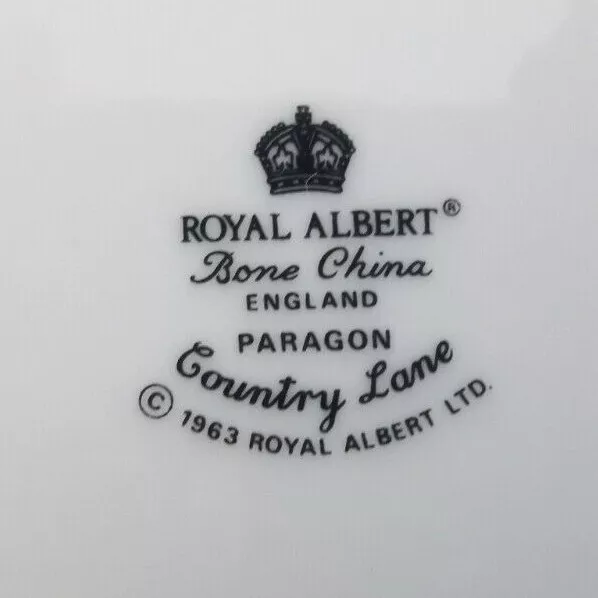 ROYAL ALBERT®
Bone China
ENGLAND
PARAGON
Country Lane
© 1963 ROYAL ALBERT LTD.